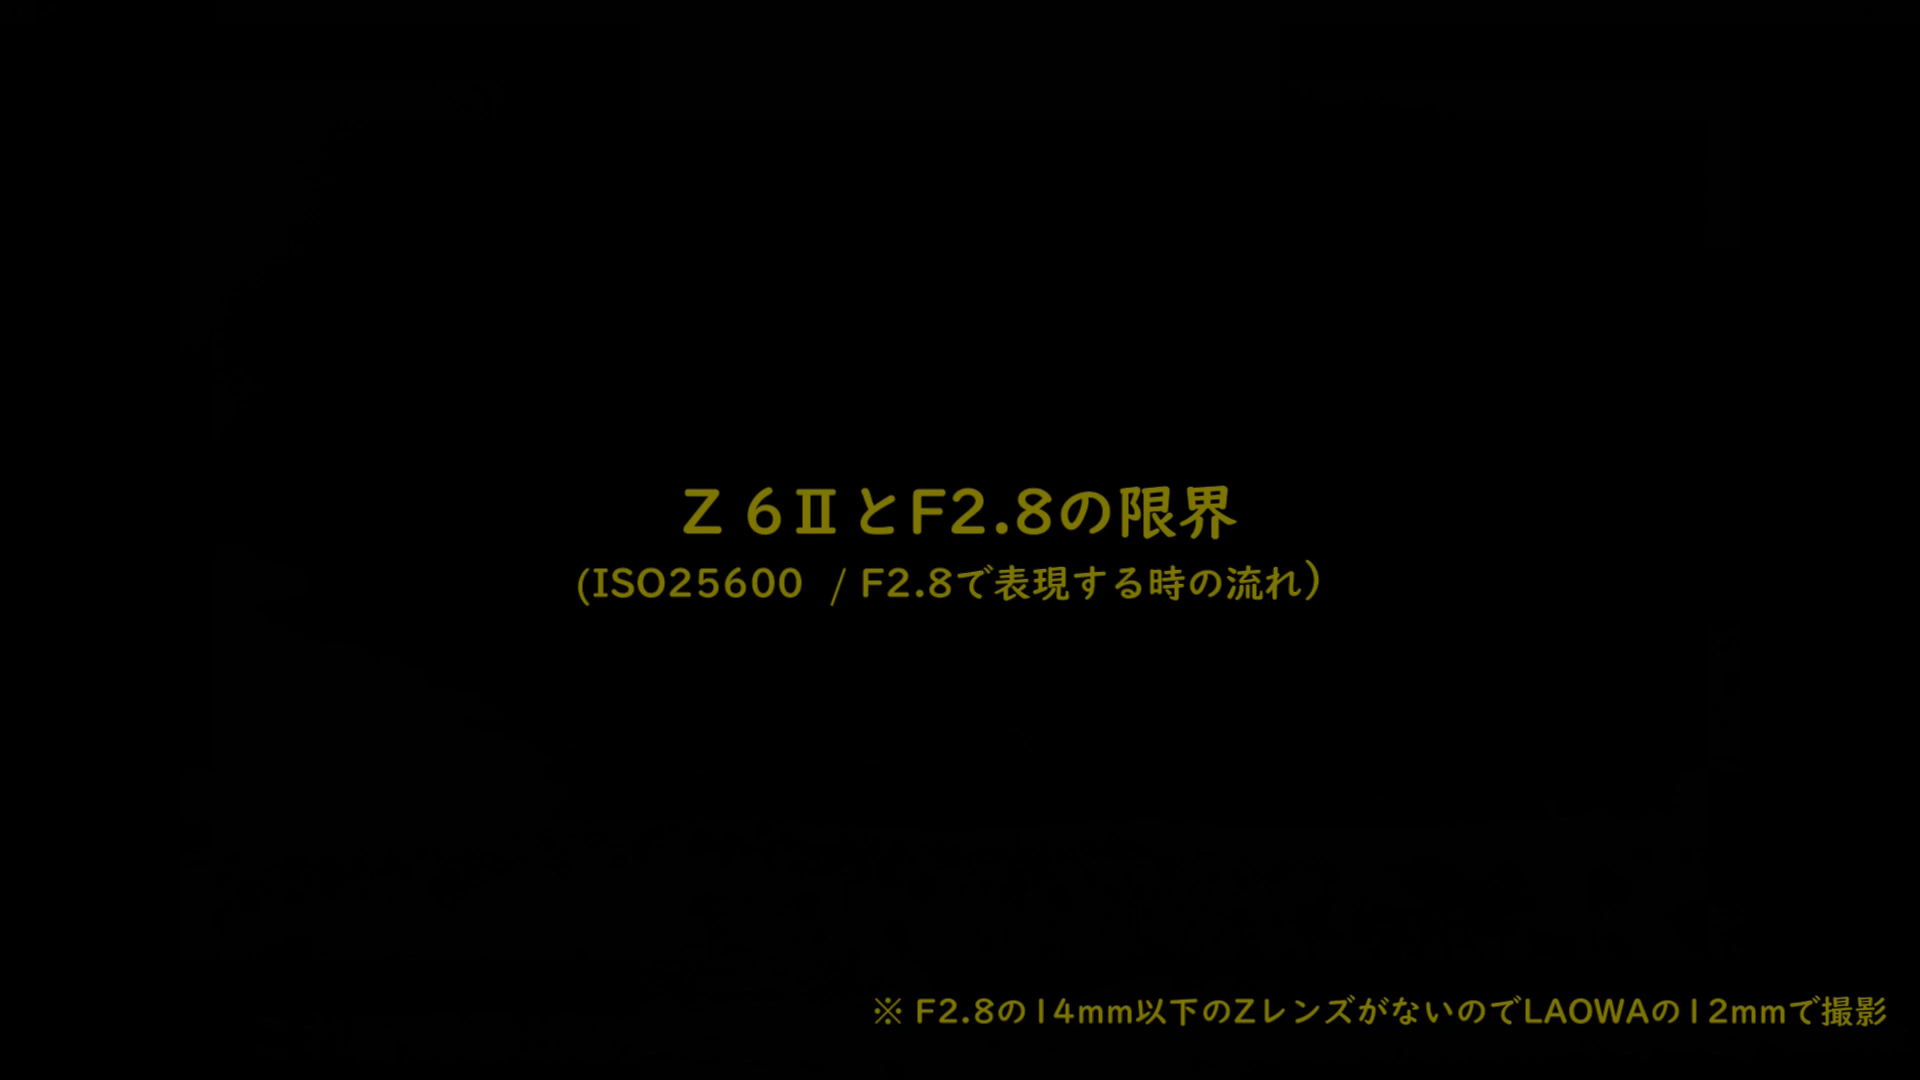 Z 6ⅡとF2.8の限界
(ISO25600 / F2.8で表現する時の流れ)
※ F2.8の14mm以下のZレンズがないのでLAOWAの12mmで撮影